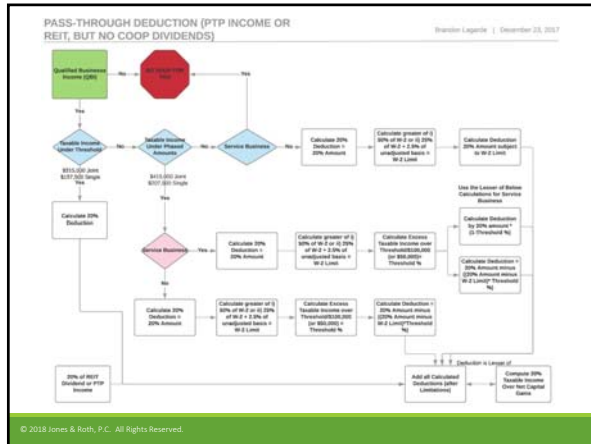 PASS-THROUGH DEDUCTION (PTP INCOME OR
REIT, BUT NO COOP DIVIDENDS)
Brandon Lagarde | December 23, 2017
Qualified Business
Income (QBI)
No
Yes
Yes
Taxable Income
Under Threshold
No
Taxable Income
Under Phased
Amounts
No
Service Business
No
Calculate 20%
Deduction =
20% Amount
Calculate greater of i)
50% of W-2 or ii) 25%
of W-2 + 2.5% of
unadjusted basis =
W-2 Limit
Calculate Deduction
20% Amount subject
to W-2 Limit
$315,000 Joint
$157,500 Single
Yes
$415,000 Joint
$207,500 Single
Yes
Calculate 20%
Deduction
Use the Lesser of Below
Calculations for Service
Business
Service Business
Yes
Calculate 20%
Deduction =
20% Amount
Calculate greater of i)
50% of W-2 or ii) 25%
of W-2 + 2.5% of
unadjusted basis =
W-2 Limit
Calculate Excess
Taxable Income over
Threshold/$100,000
(or $50,000)=
Threshold %
Calculate Deduction
by 20% amount *
(1-Threshold %)
Calculate Deduction =
20% Amount minus
((20% Amount minus
W-2 Limit)* Threshold
%)
No
Calculate 20%
Deduction =
20% Amount
Calculate greater of i)
50% of W-2 or ii) 25%
of W-2 + 2.5% of
unadjusted basis =
W-2 Limit
Calculate Excess
Taxable Income over
Threshold/$100,000
(or $50,000) =
Threshold %
Calculate Deduction =
20% Amount minus
((20% Amount minus
W-2 Limit)*Threshold
%)
Deduction is Lesser of
20% of REIT
Dividend or PTP
Income
Add all Calculated
Deductions (after
Limitations)
Compute 20%
Taxable Income
Over Net Capital
Gains
© 2018 Jones & Roth, P.C. All Rights Reserved.